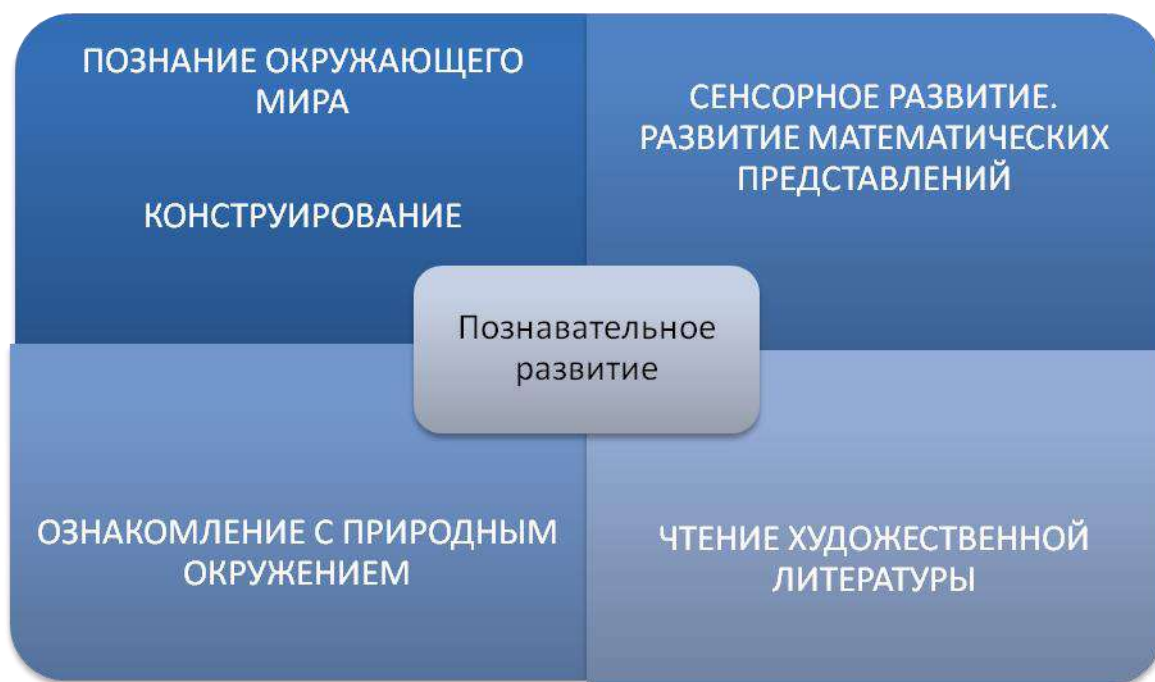 ПОЗНАНИЕ ОКРУЖАЮЩЕГО
МИРА
КОНСТРУИРОВАНИЕ
СЕНСОРНОЕ РАЗВИТИЕ.
РАЗВИТИЕ МАТЕМАТИЧЕСКИХ
ПРЕДСТАВЛЕНИЙ
Познавательное
развитие
ОЗНАКОМЛЕНИЕ С ПРИРОДНЫМ
ОКРУЖЕНИЕМ
ЧТЕНИЕ ХУДОЖЕСТВЕННОЙ
ЛИТЕРАТУРЫ